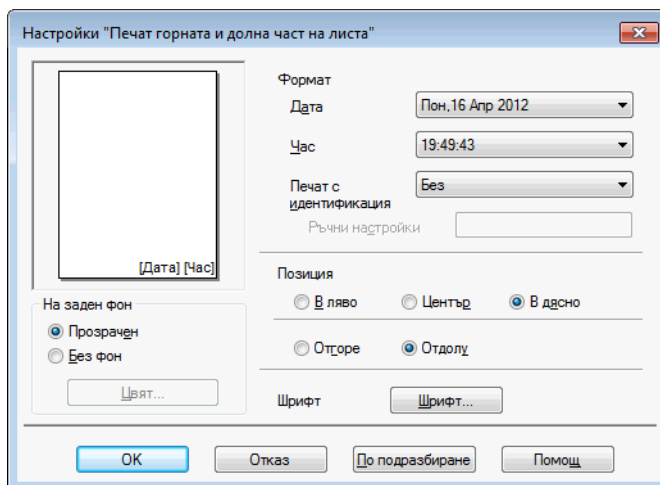 Настройки "Печат горната и долна част на листа"
Формат
Дата
Пон,16 Апр 2012
Час
19:49:43
Печат с
идентификация
Без
Ръчни настройки
[Дата] [Час]
Позиция
В ляво
Център
В дясно
На заден фон
Прозрачен
Без фон
Цвят...
Отгоре
Отдолу
Шрифт
Шрифт...
OK
Отказ
По подразбиране
Помощ